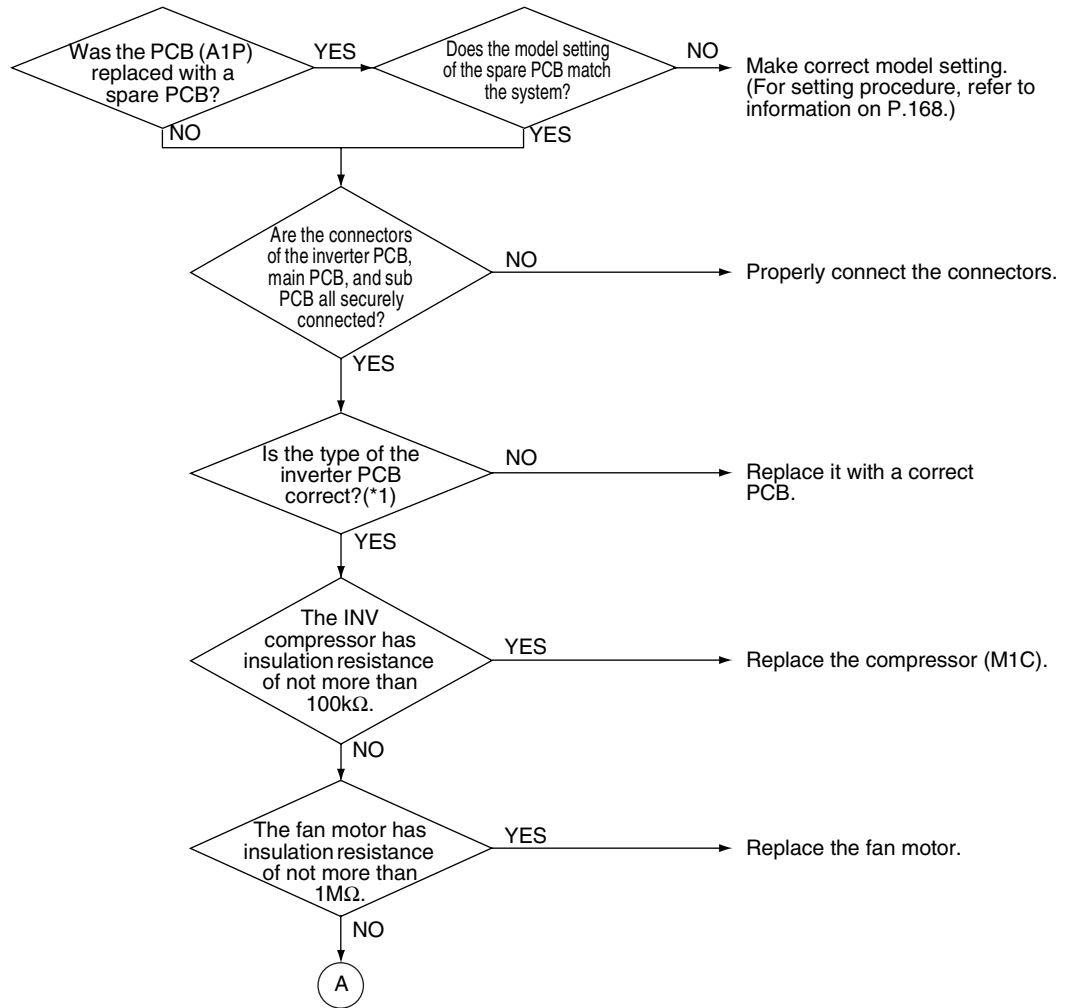 Was the PCB (A1P)
replaced with a
spare PCB?
YES
NO
Does the model setting
of the spare PCB match
the system?
NO
YES
Make correct model setting.
(For setting procedure, refer to
information on P.168.)
Are the connectors
of the inverter PCB,
main PCB, and sub
PCB all securely
connected?
NO
YES
Properly connect the connectors.
Is the type of the
inverter PCB
correct?(*1)
NO
YES
Replace it with a correct
PCB.
The INV
compressor has
insulation resistance
of not more than
100kΩ.
YES
NO
Replace the compressor (M1C).
The fan motor has
insulation resistance
of not more than
1MΩ.
YES
NO
Replace the fan motor.
A